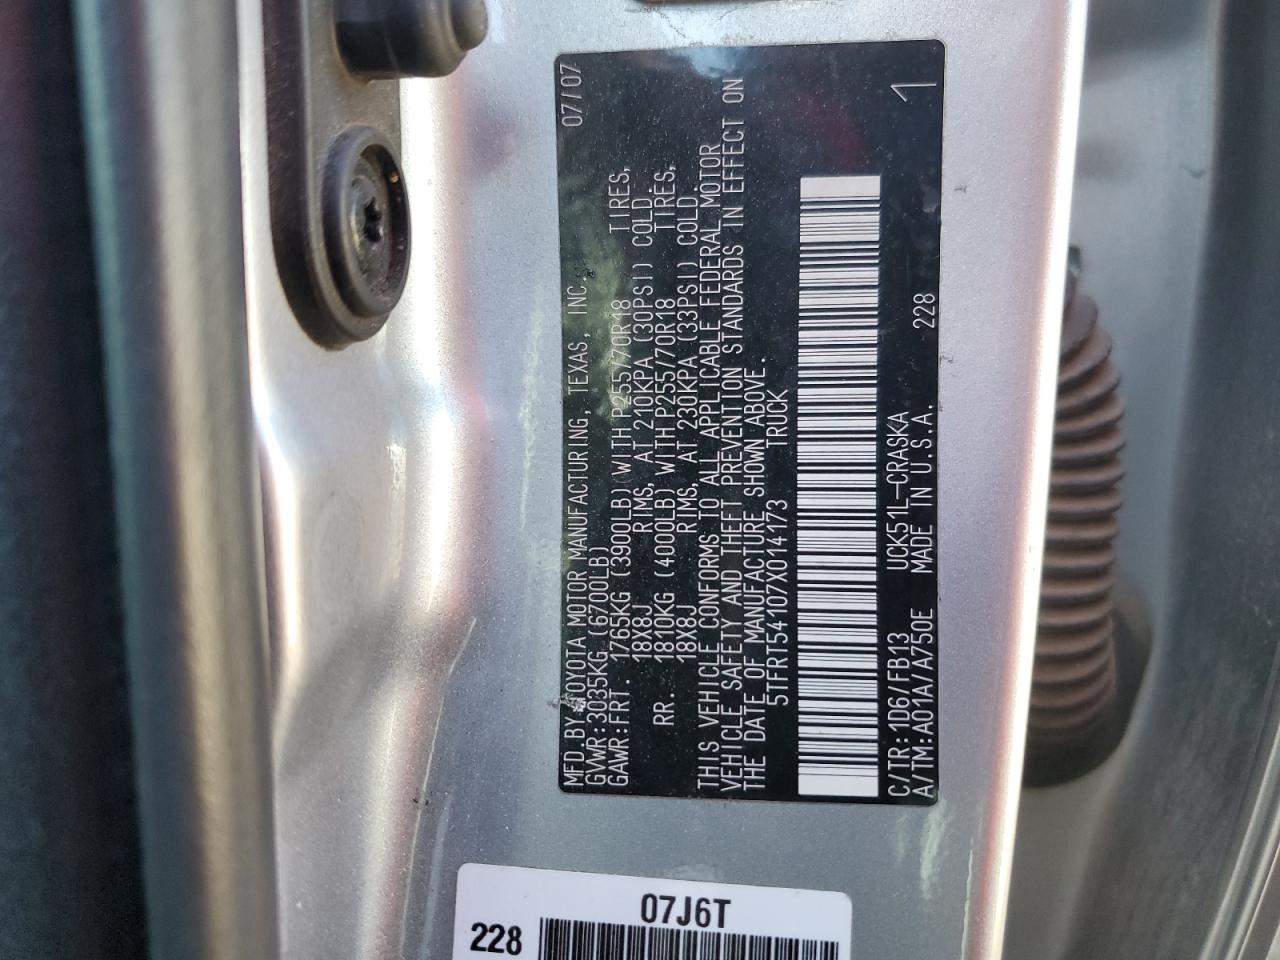 MFD.BY TOYOTA MOTOR MANUFACTURING, TEXAS, INC. 07/07
GVWR:3035KG (6700LB)
GAWR:FRT. 1765KG (3900LB) WITH P255/70R18 TIRES,
18X8J RIMS, AT 210KPA (30PSI) COLD.
RR. 1810KG (4000LB) WITH P255/70R18 TIRES,
18X8J RIMS, AT 230KPA (33PSI) COLD.
THIS VEHICLE CONFORMS TO ALL APPLICABLE FEDERAL MOTOR
VEHICLE SAFETY AND THEFT PREVENTION STANDARDS IN EFFECT ON
THE DATE OF MANUFACTURE SHOWN ABOVE.
5TFRT54107X014173 TRUCK
C/TR:1D6/FB13 UCK51L-CRASKA 228 1
A/TM:A01A/A750E MADE IN U.S.A.
07J6T
228